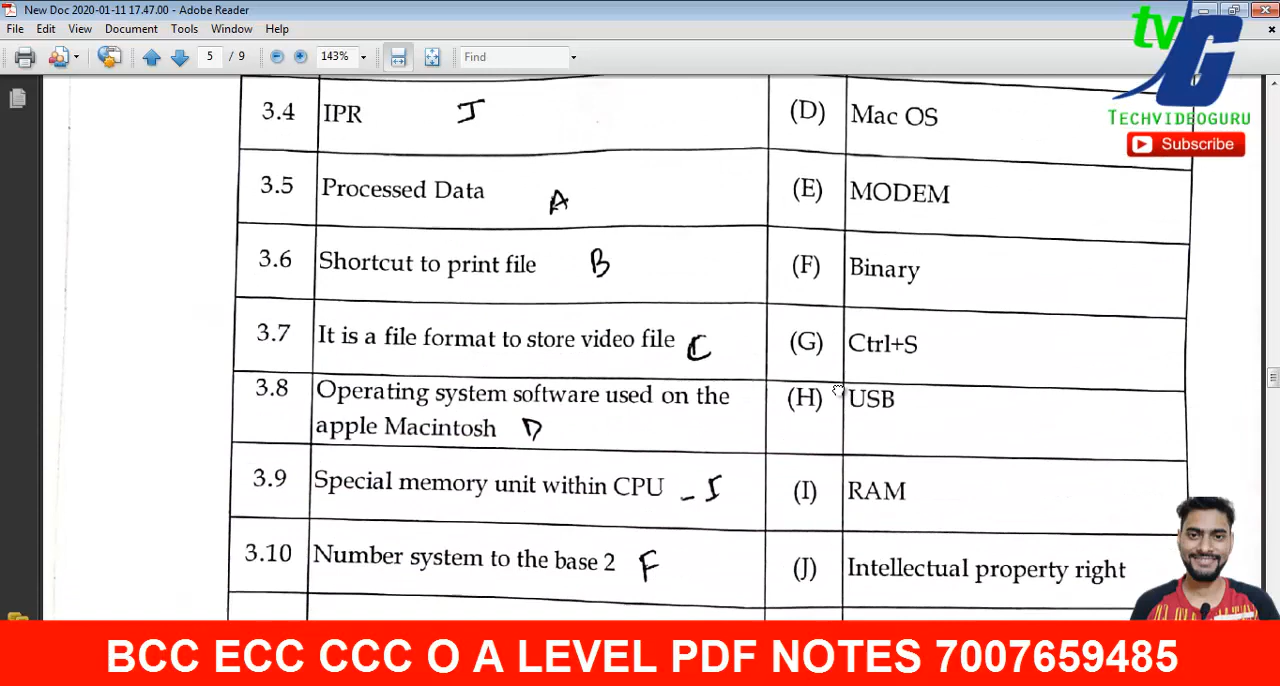 New Doc 2020-01-11 17.47.00 - Adobe Reader
File Edit View Document Tools Window Help
5 / 9 143% Find
tvG
TECHVIDEOGURU
Subscribe
3.4 IPR J (D) Mac OS
3.5 Processed Data A (E) MODEM
3.6 Shortcut to print file B (F) Binary
3.7 It is a file format to store video file C (G) Ctrl+S
3.8 Operating system software used on the (H) USB
apple Macintosh D
3.9 Special memory unit within CPU - I (I) RAM
3.10 Number system to the base 2 F (J) Intellectual property right
BCC ECC CCC O A LEVEL PDF NOTES 7007659485